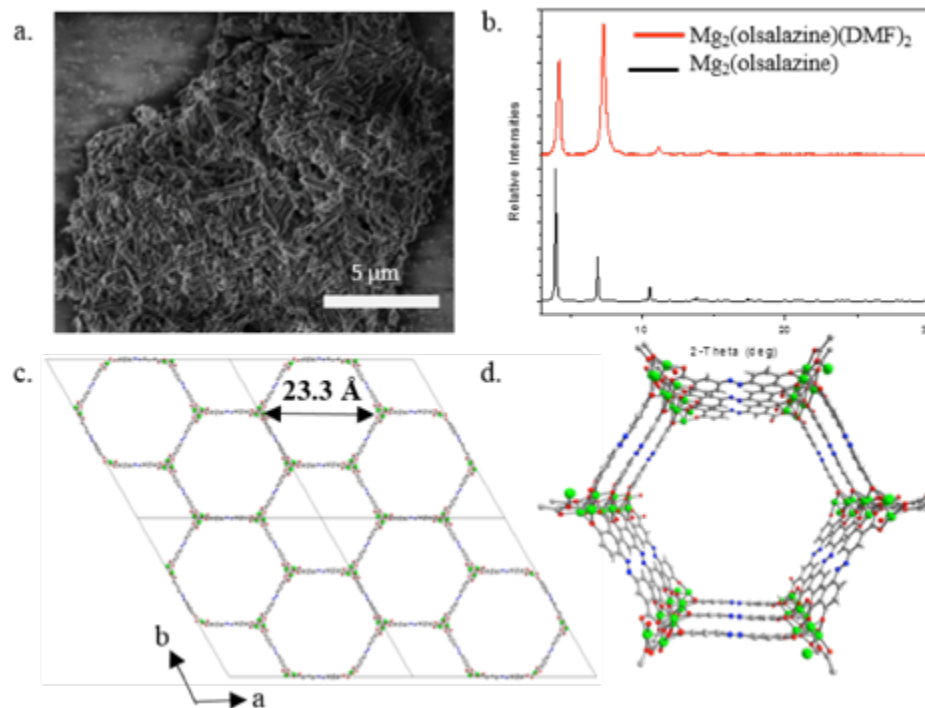 a.
5 µm
b.
Mg₂(olsalazine)(DMF)₂
Mg₂(olsalazine)
Relative Intensities
10
20
2-Theta (deg)
c.
23.3 Å
b
a
d.